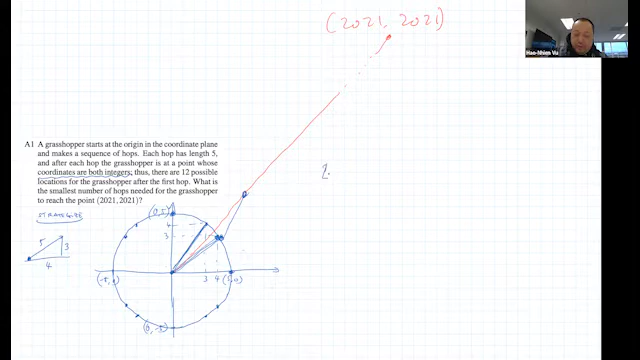 (2021, 2021)
Han-Nhien Vu
A1 A grasshopper starts at the origin in the coordinate plane
and makes a sequence of hops. Each hop has length 5,
and after each hop the grasshopper is at a point whose
coordinates are both integers; thus, there are 12 possible
locations for the grasshopper after the first hop. What is
the smallest number of hops needed for the grasshopper
to reach the point (2021, 2021)?
2
(0,5)
4
3
5
3
4
3 4 (5,0)
(0,-5)